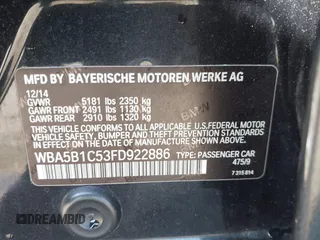 MFD BY BAYERISCHE MOTOREN WERKE AG
12/14
GVWR 5181 lbs 2350 kg
GAWR FRONT 2491 lbs 1130 kg
GAWR REAR 2910 lbs 1320 kg
THIS VEHICLE CONFORMS TO ALL APPLICABLE
FEDERAL MOTOR VEHICLE SAFETY, BUMPER,
AND THEFT PREVENTION STANDARDS IN
EFFECT ON THE DATE OF MANUFACTURE
SHOWN ABOVE.
WBA5B1C53FD922886 TYPE: PASSENGER CAR
475/9
7 315 814